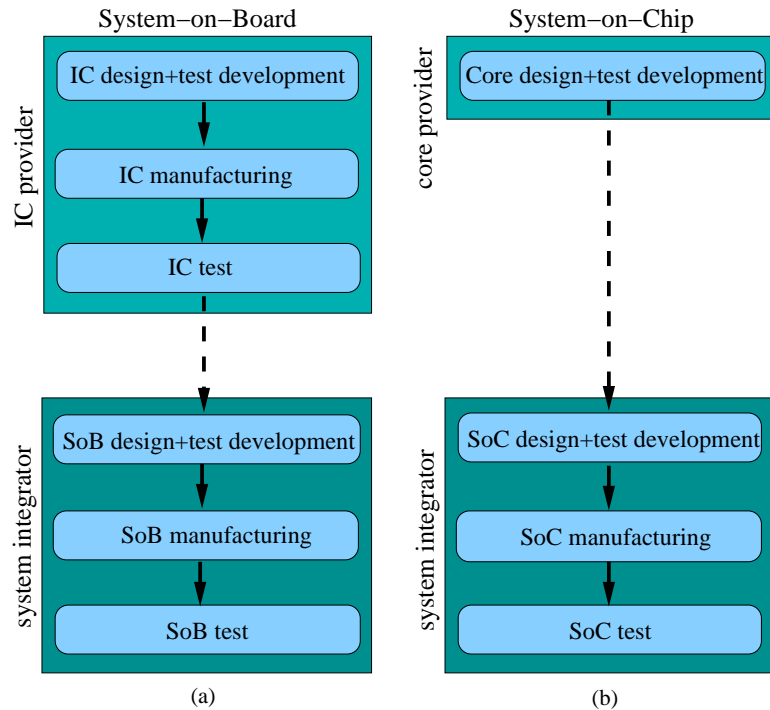 System–on–Board
IC provider
IC design+test development
IC manufacturing
IC test
system integrator
SoB design+test development
SoB manufacturing
SoB test
(a)
System–on–Chip
core provider
Core design+test development
system integrator
SoC design+test development
SoC manufacturing
SoC test
(b)